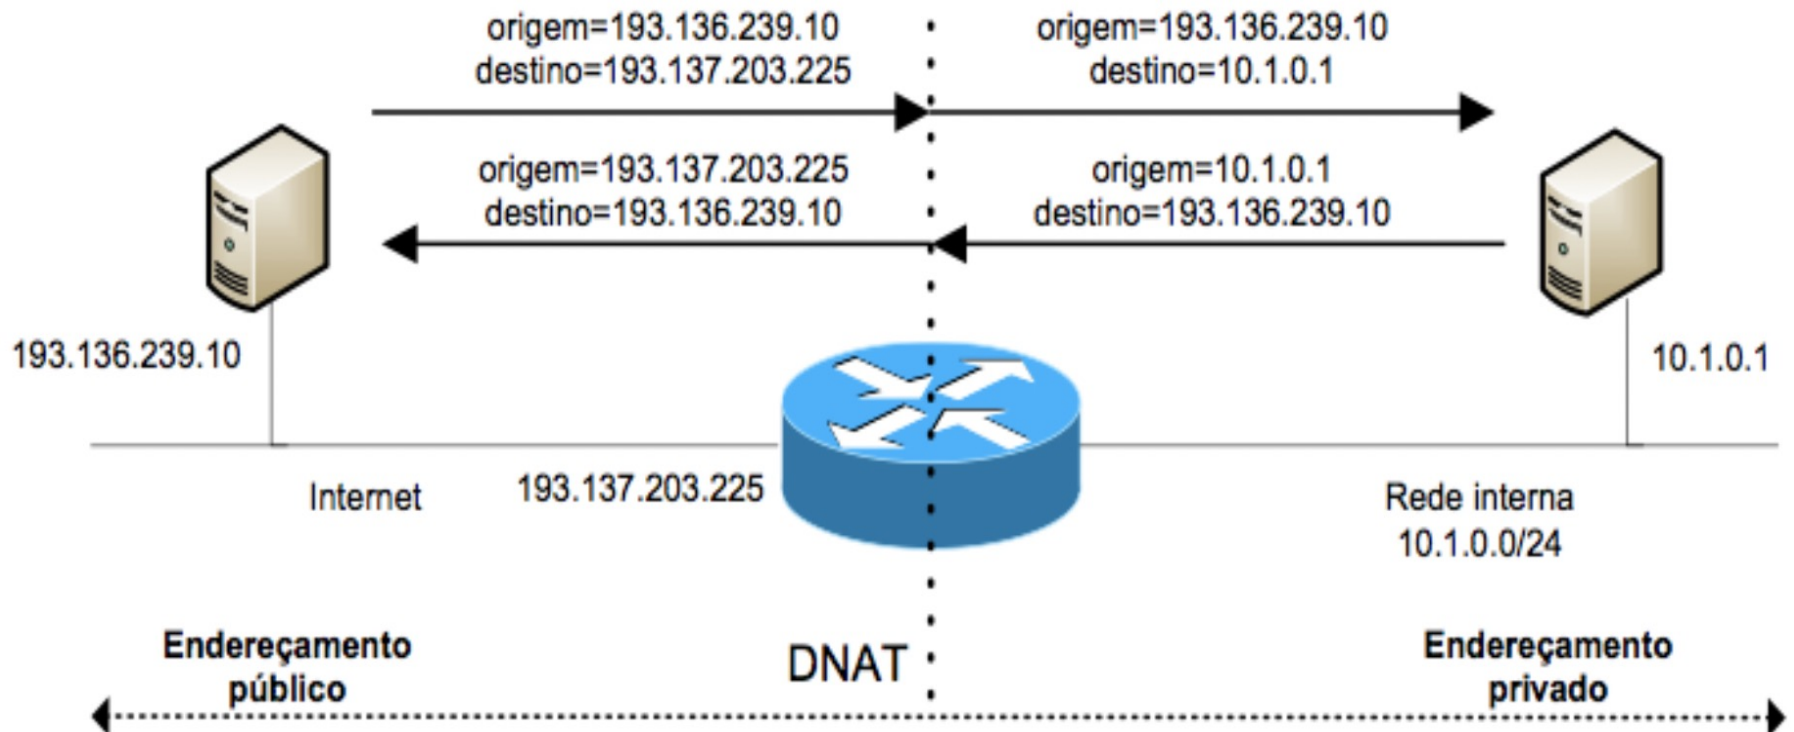 origem=193.136.239.10
destino=193.137.203.225
origem=193.136.239.10
destino=10.1.0.1
origem=193.137.203.225
destino=193.136.239.10
origem=10.1.0.1
destino=193.136.239.10
193.136.239.10
10.1.0.1
Internet
193.137.203.225
Rede interna
10.1.0.0/24
Endereçamento
público
DNAT
Endereçamento
privado